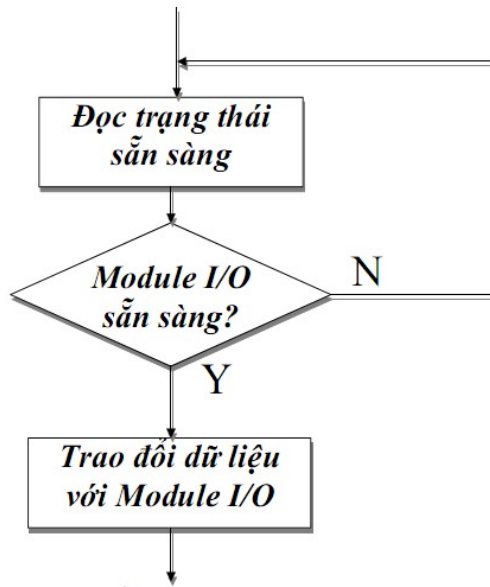 Đọc trạng thái
sẵn sàng
Module I/O
sẵn sàng?
N
Y
Trao đổi dữ liệu
với Module I/O